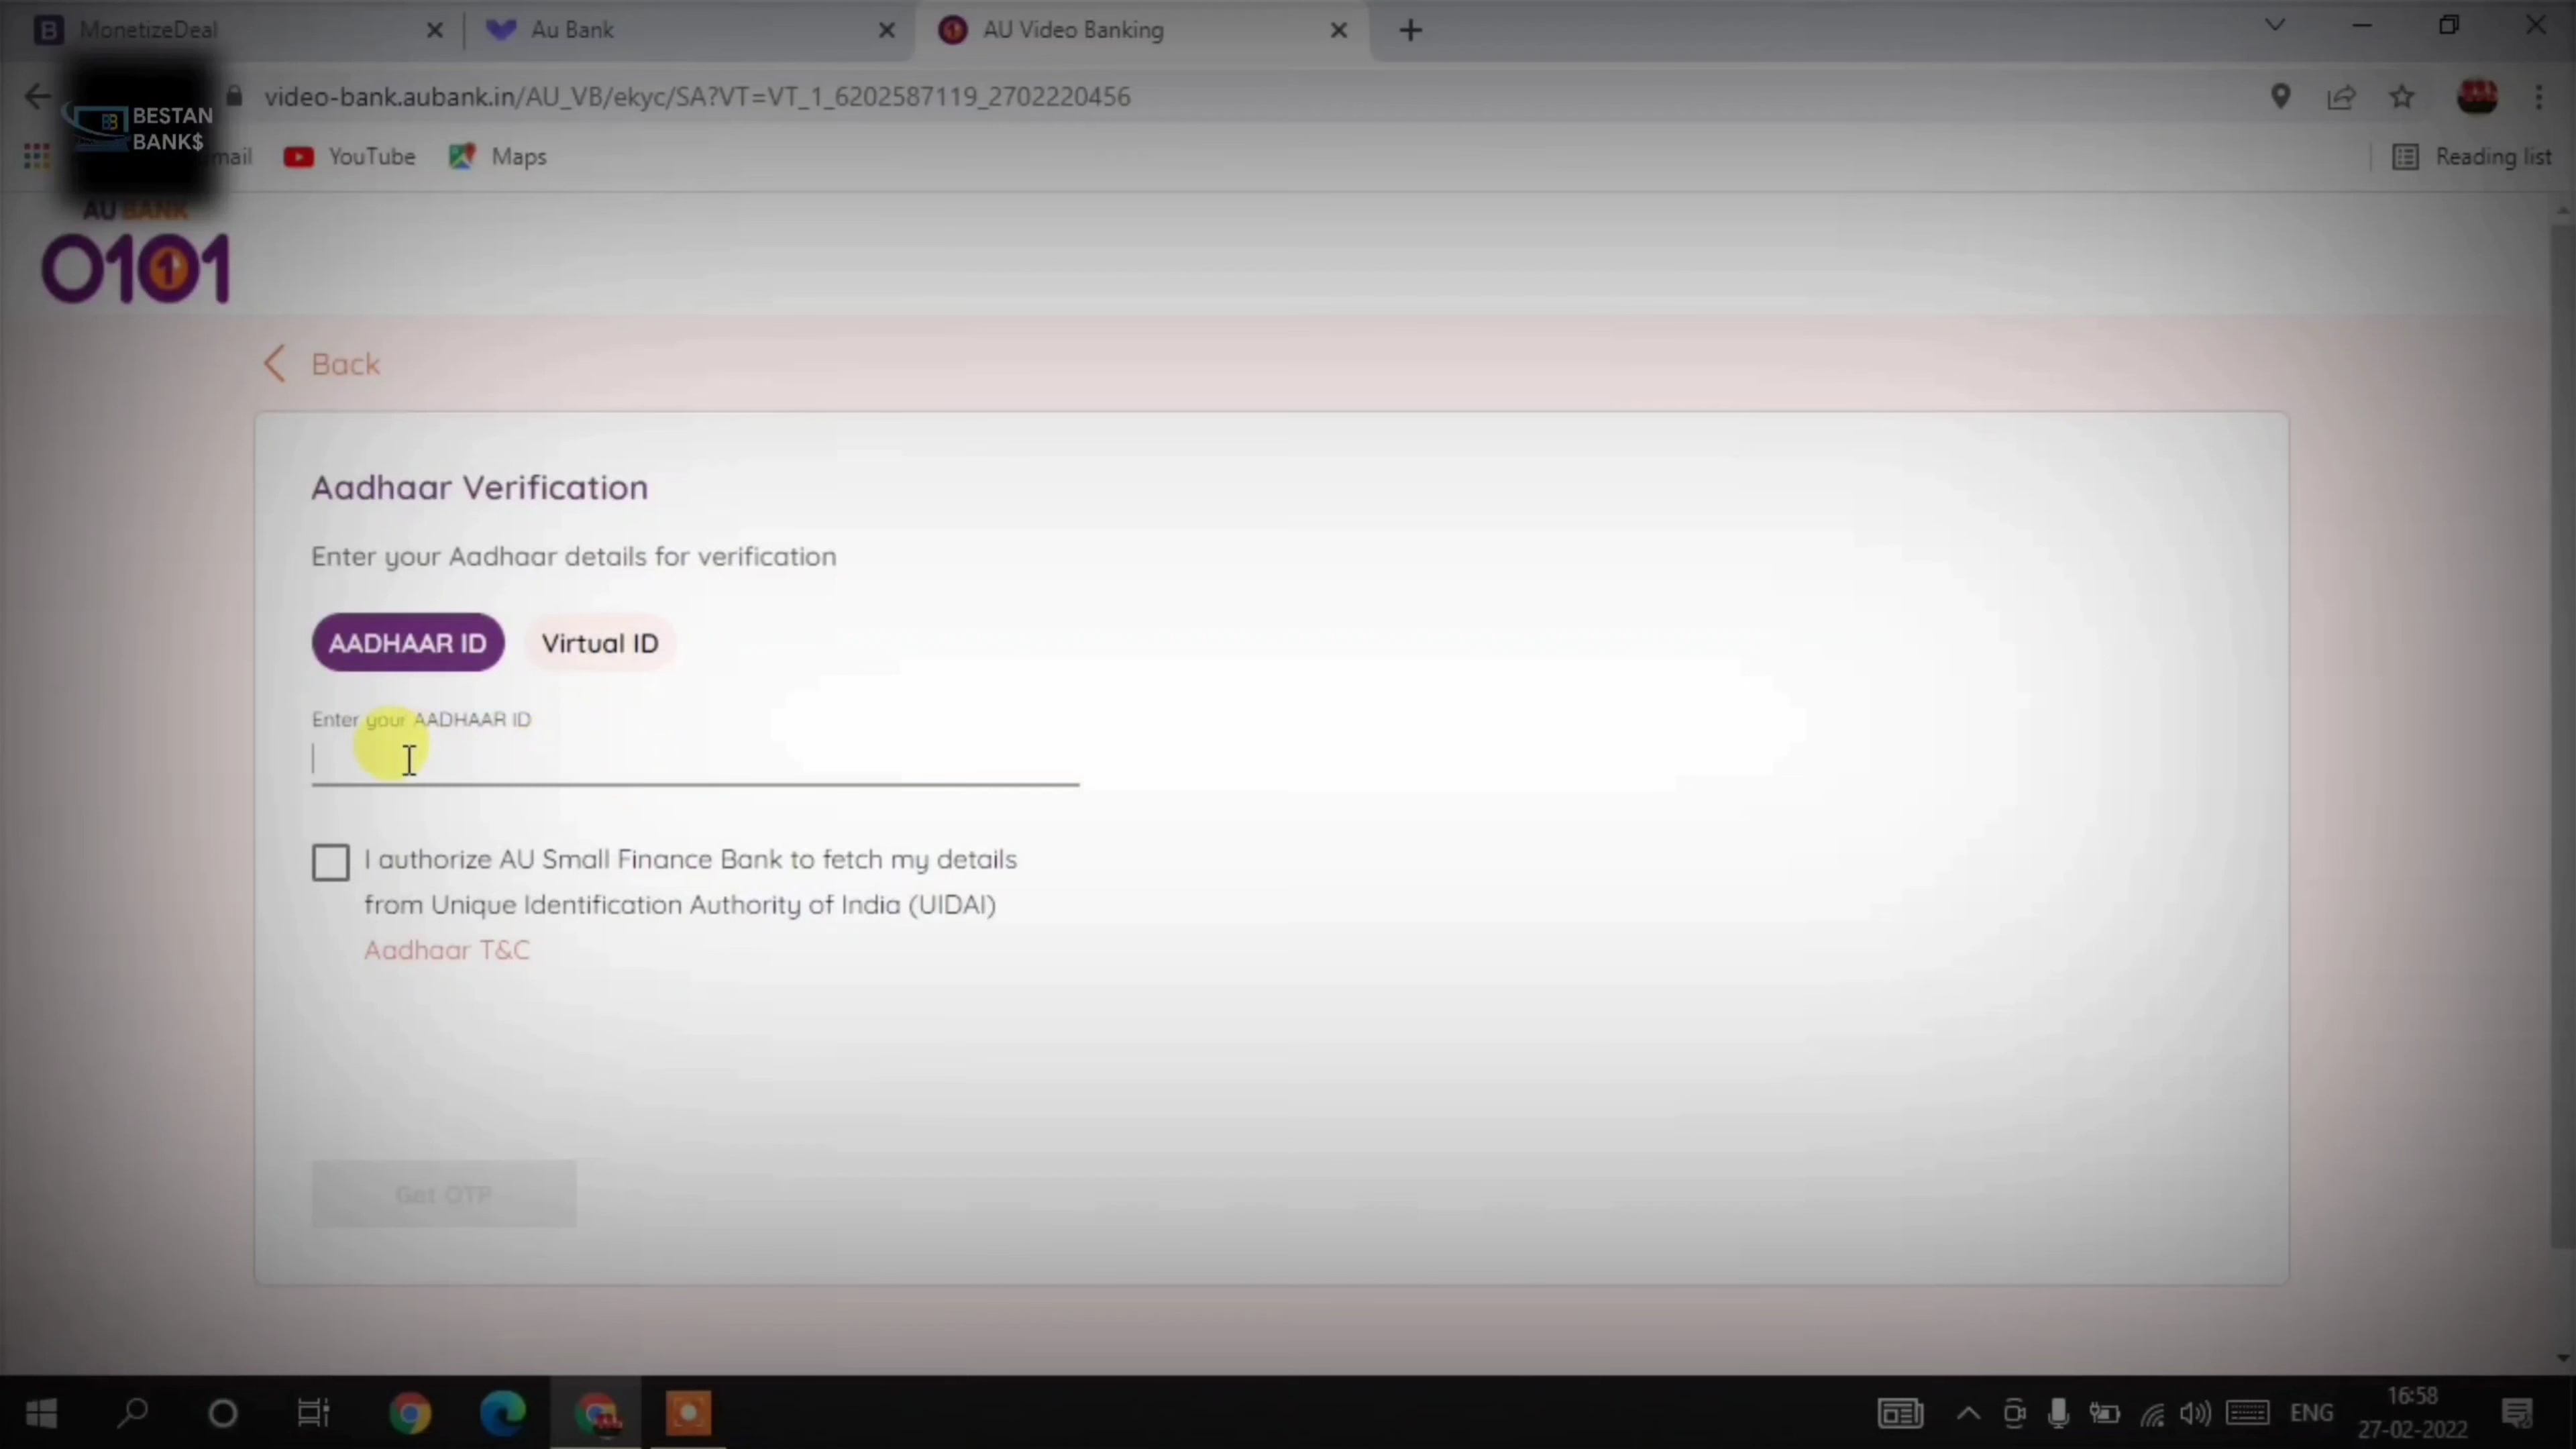 MonetizeDeal
Au Bank
AU Video Banking
video-bank.aubank.in/AU_VB/ekyc/SA?VT=VT_1_6202587119_2702220456
BESTAN
BANK$
mail
YouTube
Maps
Reading list
AU BANK
0101
Back
Aadhaar Verification
Enter your Aadhaar details for verification
AADHAAR ID
Virtual ID
Enter your AADHAAR ID
I authorize AU Small Finance Bank to fetch my details
from Unique Identification Authority of India (UIDAI)
Aadhaar T&C
Get OTP
ENG
16:58
27-02-2022